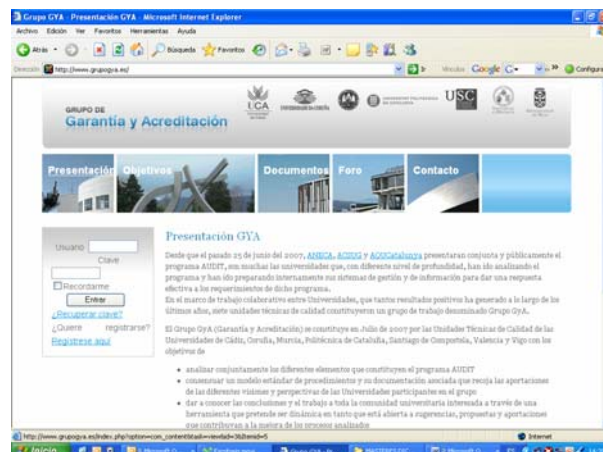 Grupo GYA - Presentación GYA - Microsoft Internet Explorer
Archivo Edición Ver Favoritos Herramientas Ayuda
Atrás Búsqueda Favoritos
Dirección http://www.grupogya.es/ Ir Vínculos Google G Configura
GRUPO DE
Garantía y Acreditación
UCA USC
Presentación Objetivos Documentos Foro Contacto
Usuario
Clave
Recordarme
Entrar
¿Recuperar clave?
¿Quiere registrarse?
Regístrese aquí
Presentación GYA
Desde que el pasado 25 de junio del 2007, ANECA, ACSUG y AQUCatalunya presentaran conjunta y públicamente el
programa AUDIT, son muchas las universidades que, con diferente nivel de profundidad, han ido analizando el
programa y han ido preparando internamente sus sistemas de gestión y de información para dar una respuesta
efectiva a los requerimientos de dicho programa.
En el marco de trabajo colaborativo entre Universidades, que tantos resultados positivos ha generado a lo largo de los
últimos años, siete unidades técnicas de calidad constituyeron un grupo de trabajo denominado Grupo GyA.
El Grupo GyA (Garantía y Acreditación) se constituye en Julio de 2007 por las Unidades Técnicas de Calidad de las
Universidades de Cádiz, Coruña, Murcia, Politécnica de Cataluña, Santiago de Compostela, Valencia y Vigo con los
objetivos de
analizar conjuntamente los diferentes elementos que constituyen el programa AUDIT
consensuar un modelo estándar de procedimientos y su documentación asociada que recoja las aportaciones
de las diferentes visiones y perspectivas de las Universidades participantes en el grupo
dar a conocer las conclusiones y el trabajo a toda la comunidad universitaria interesada a través de una
herramienta que pretende ser dinámica en tanto que está abierta a sugerencias, propuestas y aportaciones
que contribuyan a la mejora de los procesos analizados
http://www.grupogya.es/index.php?option=com_content&task=view&id=36&Itemid=5 Internet
Inicio